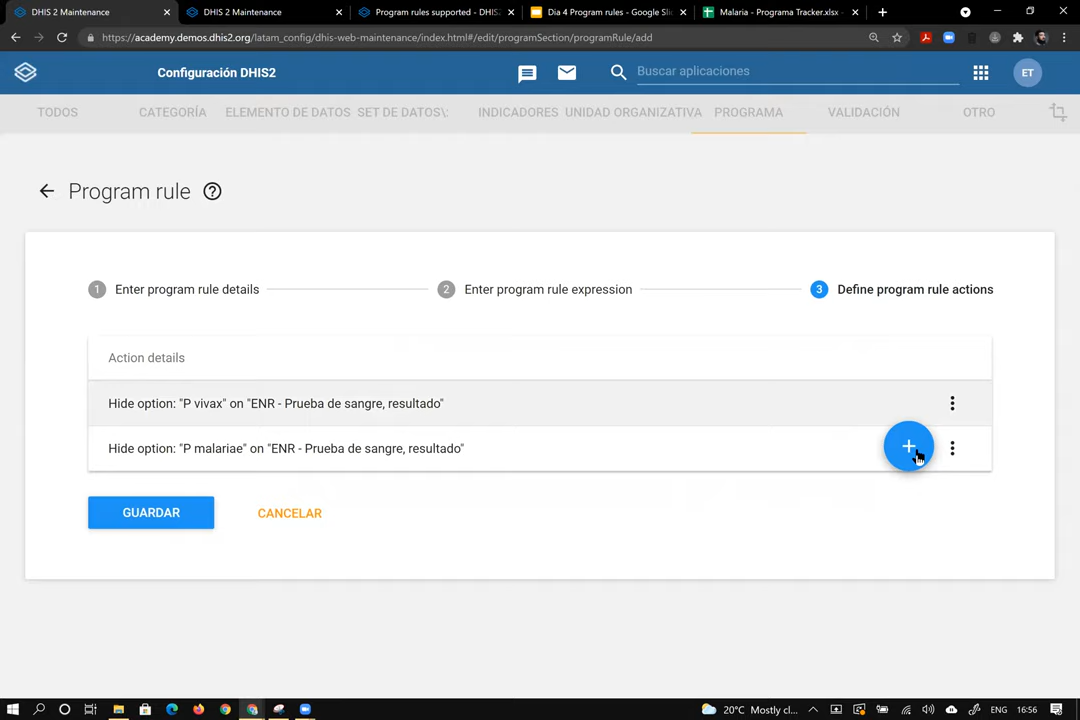 DHIS 2 Maintenance
DHIS 2 Maintenance
Program rules supported - DHIS
Dia 4 Program rules - Google Slid
Malaria - Programa Tracker.xlsx -
https://academy.demos.dhis2.org/latam_config/dhis-web-maintenance/index.html#/edit/programSection/programRule/add
Configuración DHIS2
Buscar aplicaciones
ET
TODOS
CATEGORÍA
ELEMENTO DE DATOS
SET DE DATOS\:
INDICADORES
UNIDAD ORGANIZATIVA
PROGRAMA
VALIDACIÓN
OTRO
Program rule
1 Enter program rule details
2 Enter program rule expression
3 Define program rule actions
Action details
Hide option: "P vivax" on "ENR - Prueba de sangre, resultado"
Hide option: "P malariae" on "ENR - Prueba de sangre, resultado"
GUARDAR
CANCELAR
20°C Mostly cl...
ENG
16:56